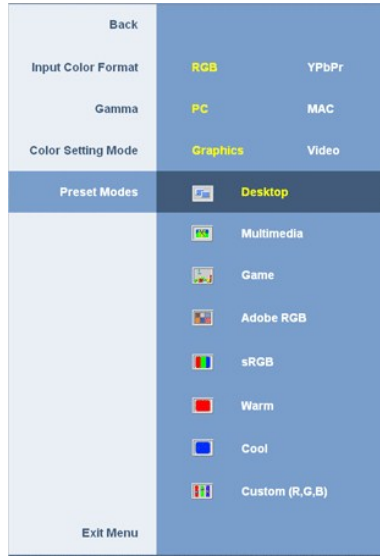 Back
Input Color Format RGB YPbPr
Gamma PC MAC
Color Setting Mode Graphics Video
Preset Modes Desktop
Multimedia
Game
Adobe RGB
sRGB
Warm
Cool
Custom (R,G,B)
Exit Menu